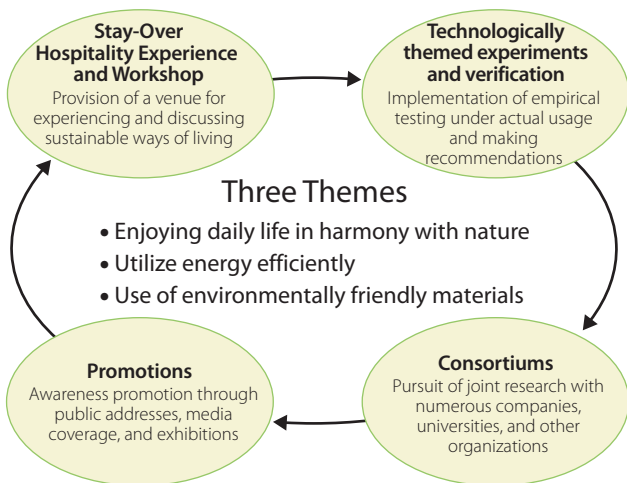 Stay-Over
Hospitality Experience
and Workshop
Provision of a venue for
experiencing and discussing
sustainable ways of living
Technologically
themed experiments
and verification
Implementation of empirical
testing under actual usage
and making
recommendations
Three Themes
• Enjoying daily life in harmony with nature
• Utilize energy efficiently
• Use of environmentally friendly materials
Promotions
Awareness promotion through
public addresses, media
coverage, and exhibitions
Consortiums
Pursuit of joint research with
numerous companies,
universities, and other
organizations